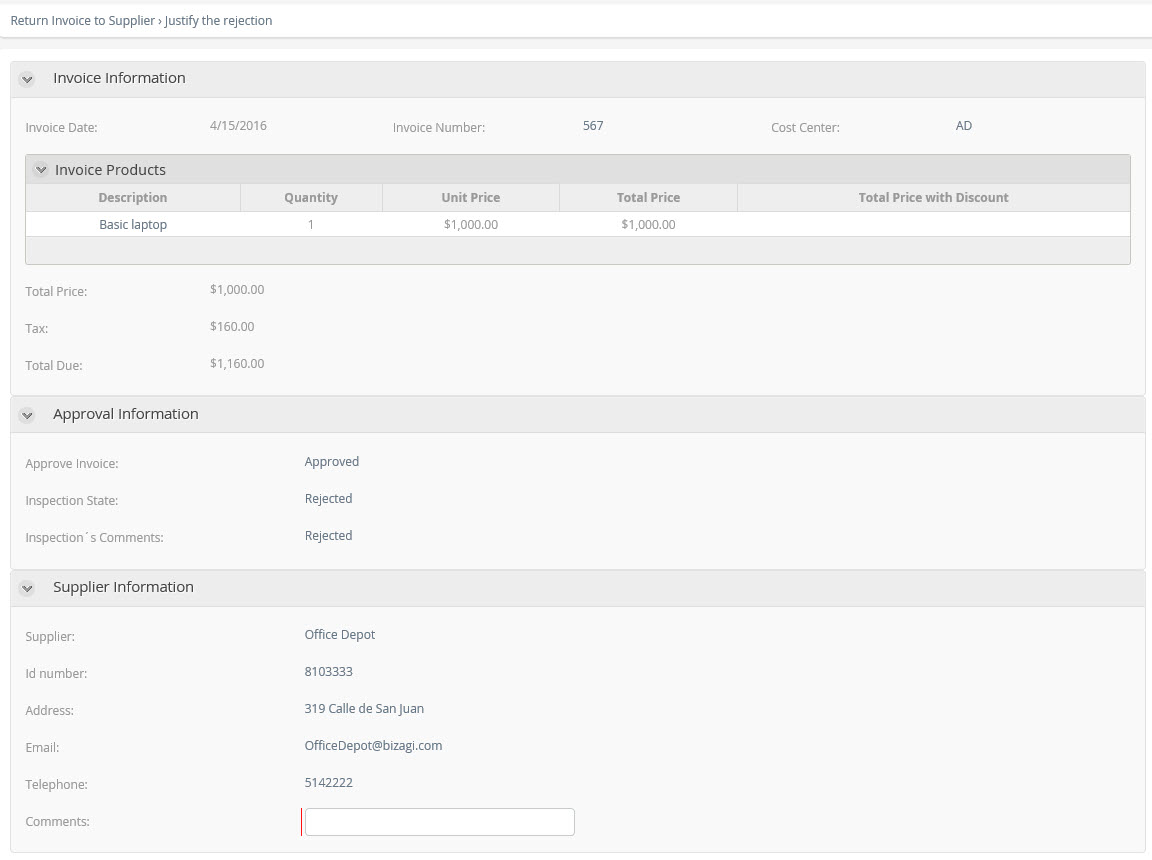 Return Invoice to Supplier › Justify the rejection
Invoice Information
Invoice Date: 4/15/2016 Invoice Number: 567 Cost Center: AD
Invoice Products
Description Quantity Unit Price Total Price Total Price with Discount
Basic laptop 1 $1,000.00 $1,000.00
Total Price: $1,000.00
Tax: $160.00
Total Due: $1,160.00
Approval Information
Approve Invoice: Approved
Inspection State: Rejected
Inspection´s Comments: Rejected
Supplier Information
Supplier: Office Depot
Id number: 8103333
Address: 319 Calle de San Juan
Email: OfficeDepot@bizagi.com
Telephone: 5142222
Comments: